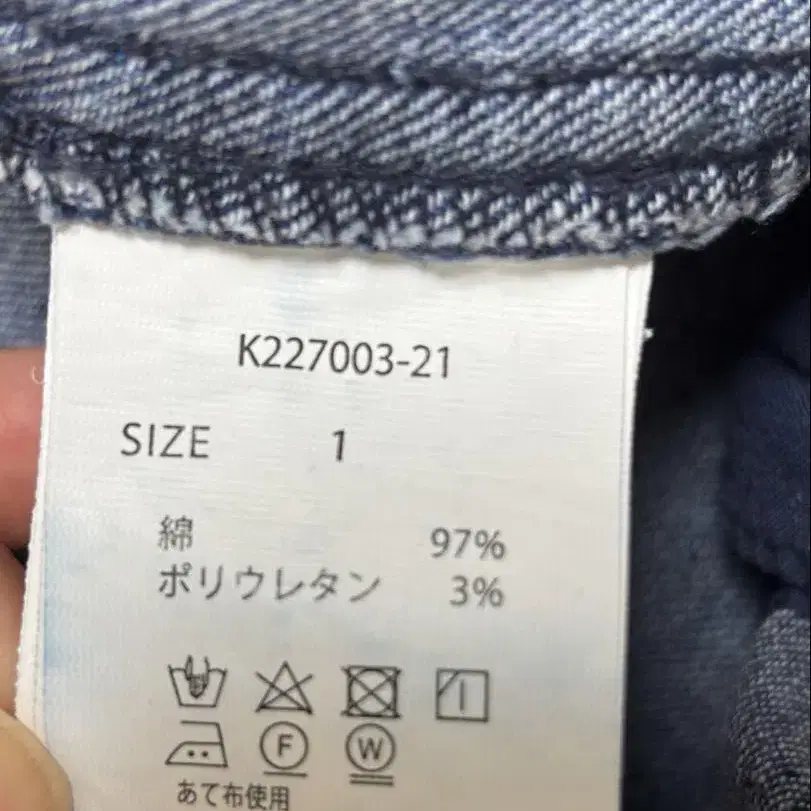 K227003-21
SIZE 1
綿 97%
ポリウレタン 3%
F W
あて布使用